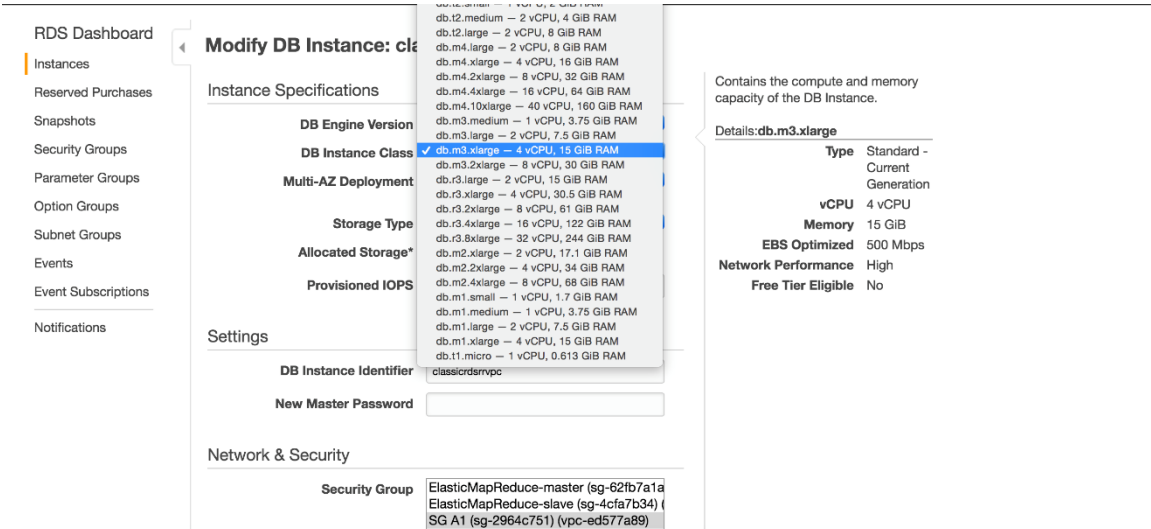 RDS Dashboard
Instances
Reserved Purchases
Snapshots
Security Groups
Parameter Groups
Option Groups
Subnet Groups
Events
Event Subscriptions
Notifications
Modify DB Instance:
Instance Specifications
DB Engine Version
DB Instance Class
Multi-AZ Deployment
Storage Type
Allocated Storage*
Provisioned IOPS
db.t2.medium — 2 vCPU, 4 GiB RAM
db.t2.large — 2 vCPU, 8 GiB RAM
db.m4.large — 2 vCPU, 8 GiB RAM
db.m4.xlarge — 4 vCPU, 16 GiB RAM
db.m4.2xlarge — 8 vCPU, 32 GiB RAM
db.m4.4xlarge — 16 vCPU, 64 GiB RAM
db.m4.10xlarge — 40 vCPU, 160 GiB RAM
db.m3.medium — 1 vCPU, 3.75 GiB RAM
db.m3.large — 2 vCPU, 7.5 GiB RAM
✓ db.m3.xlarge — 4 vCPU, 15 GiB RAM
db.m3.2xlarge — 8 vCPU, 30 GiB RAM
db.r3.large — 2 vCPU, 15 GiB RAM
db.r3.xlarge — 4 vCPU, 30.5 GiB RAM
db.r3.2xlarge — 8 vCPU, 61 GiB RAM
db.r3.4xlarge — 16 vCPU, 122 GiB RAM
db.r3.8xlarge — 32 vCPU, 244 GiB RAM
db.m2.xlarge — 2 vCPU, 17.1 GiB RAM
db.m2.2xlarge — 4 vCPU, 34 GiB RAM
db.m2.4xlarge — 8 vCPU, 68 GiB RAM
db.m1.small — 1 vCPU, 1.7 GiB RAM
db.m1.medium — 1 vCPU, 3.75 GiB RAM
db.m1.large — 2 vCPU, 7.5 GiB RAM
db.m1.xlarge — 4 vCPU, 15 GiB RAM
db.t1.micro — 1 vCPU, 0.613 GiB RAM
Settings
DB Instance Identifier classicrdsrrvpc
New Master Password
Network & Security
Security Group ElasticMapReduce-master (sg-62fb7a1a
ElasticMapReduce-slave (sg-4cfa7b34) (
SG A1 (sg-2964c751) (vpc-ed577a89)
Contains the compute and memory
capacity of the DB Instance.
Details:db.m3.xlarge
Type Standard -
Current
Generation
vCPU 4 vCPU
Memory 15 GiB
EBS Optimized 500 Mbps
Network Performance High
Free Tier Eligible No